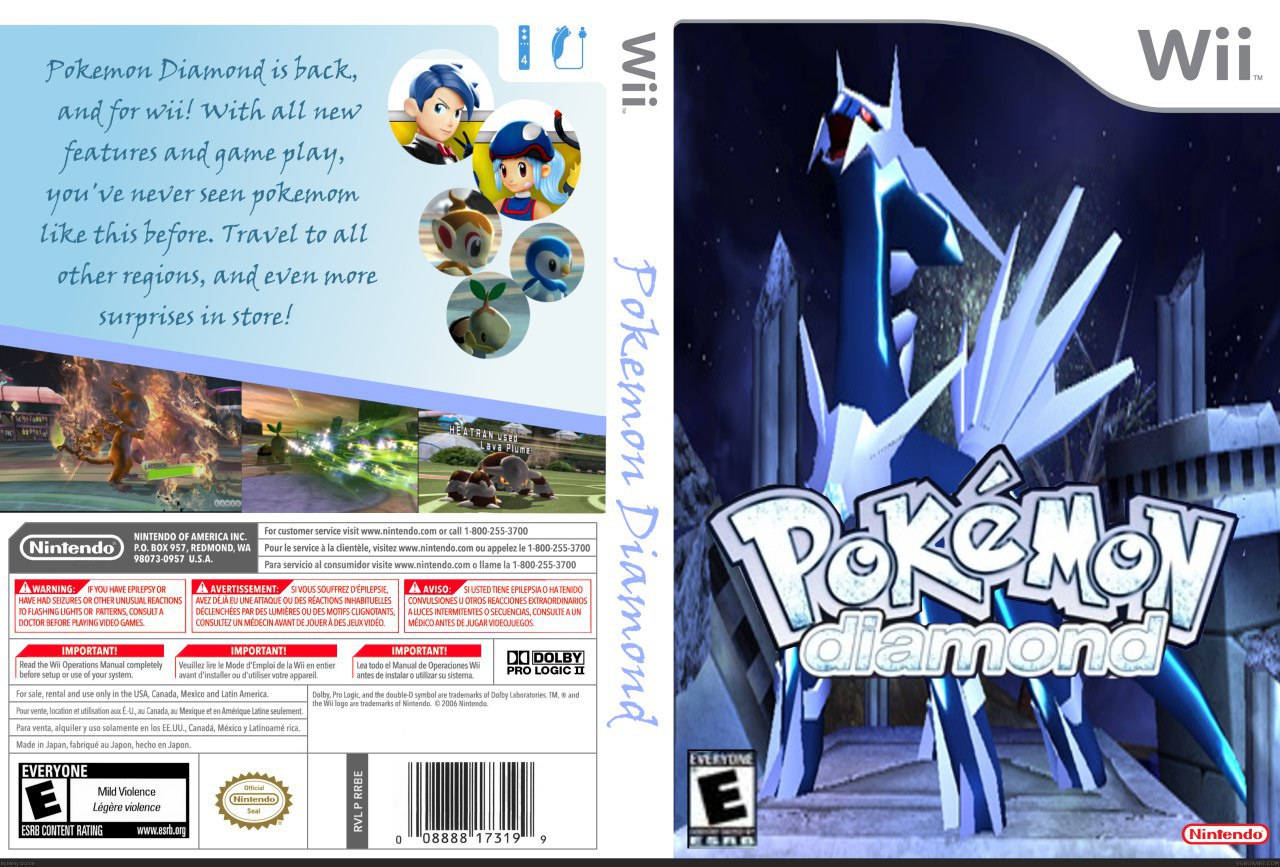 Pokemon Diamond is back,
and for wii! With all new
features and game play,
you've never seen pokemom
like this before. Travel to all
other regions, and even more
surprises in store!
4
HEATRAN used
Lava Plume!
Nintendo
NINTENDO OF AMERICA INC.
P.O. BOX 957, REDMOND, WA
98073-0957 U.S.A.
For customer service visit www.nintendo.com or call 1-800-255-3700
Pour le service à la clientèle, visitez www.nintendo.com ou appelez le 1-800-255-3700
Para servicio al consumidor visite www.nintendo.com o llame la 1-800-255-3700
WARNING: IF YOU HAVE EPILEPSY OR
HAVE HAD SEIZURES OR OTHER UNUSUAL REACTIONS
TO FLASHING LIGHTS OR PATTERNS, CONSULT A
DOCTOR BEFORE PLAYING VIDEO GAMES.
AVERTISSEMENT: SI VOUS SOUFFREZ D'ÉPILEPSIE,
AVEZ DÉJÀ EU UNE ATTAQUE OU DES RÉACTIONS INHABITUELLES
DÉCLENCHÉES PAR DES LUMIÈRES OU DES MOTIFS CLIGNOTANTS,
CONSULTEZ UN MÉDECIN AVANT DE JOUER À DES JEUX VIDÉO.
AVISO: SI USTED TIENE EPILEPSIA O HA TENIDO
CONVULSIONES U OTROS REACCIONES EXTRAORDINARIOS
A LUCES INTERMITENTES O SECUENCIAS, CONSULTE A UN
MÉDICO ANTES DE JUGAR VIDEOJUEGOS.
IMPORTANT!
Read the Wii Operations Manual completely
before setup or use of your system.
IMPORTANT!
Veuillez lire le Mode d'Emploi de la Wii en entier
avant d'installer ou d'utiliser votre appareil.
IMPORTANT!
Lea todo el Manual de Operaciones Wii
antes de instalar o utilizar su sistema.
DOLBY
PRO LOGIC II
For sale, rental and use only in the USA, Canada, Mexico and Latin America.
Pour vente, location et utilisation aux É.-U., au Canada, au Mexique et en Amérique Latine seulement.
Para venta, alquiler y uso solamente en los EE.UU., Canadá, México y Latinoamé rica.
Made in Japan, fabriqué au Japon, hecho en Japon.
Dolby, Pro Logic, and the double-D symbol are trademarks of Dolby Laboratories. TM, ® and
the Wii logo are trademarks of Nintendo. © 2006 Nintendo.
EVERYONE
E
Mild Violence
Légère violence
ESRB CONTENT RATING www.esrb.org
Official
Nintendo
Seal
RVL P RRBE
0 08888 17319 9
Wii
TM
Pokemon Diamond
Wii
TM
POKéMON
diamond
EVERYONE
E
ESRB
Nintendo